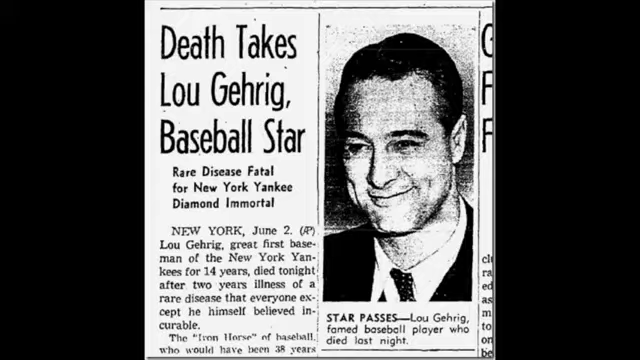 Death Takes
Lou Gehrig,
Baseball Star
Rare Disease Fatal
for New York Yankee
Diamond Immortal
NEW YORK, June 2. (AP)
Lou Gehrig, great first base-
man of the New York Yan-
kees for 14 years, died tonight
after two years illness of a
rare disease that everyone ex-
cept he himself believed in-
curable.
The "Iron Horse" of baseball,
who would have been 38 years
STAR PASSES—Lou Gehrig,
famed baseball player who
died last night.